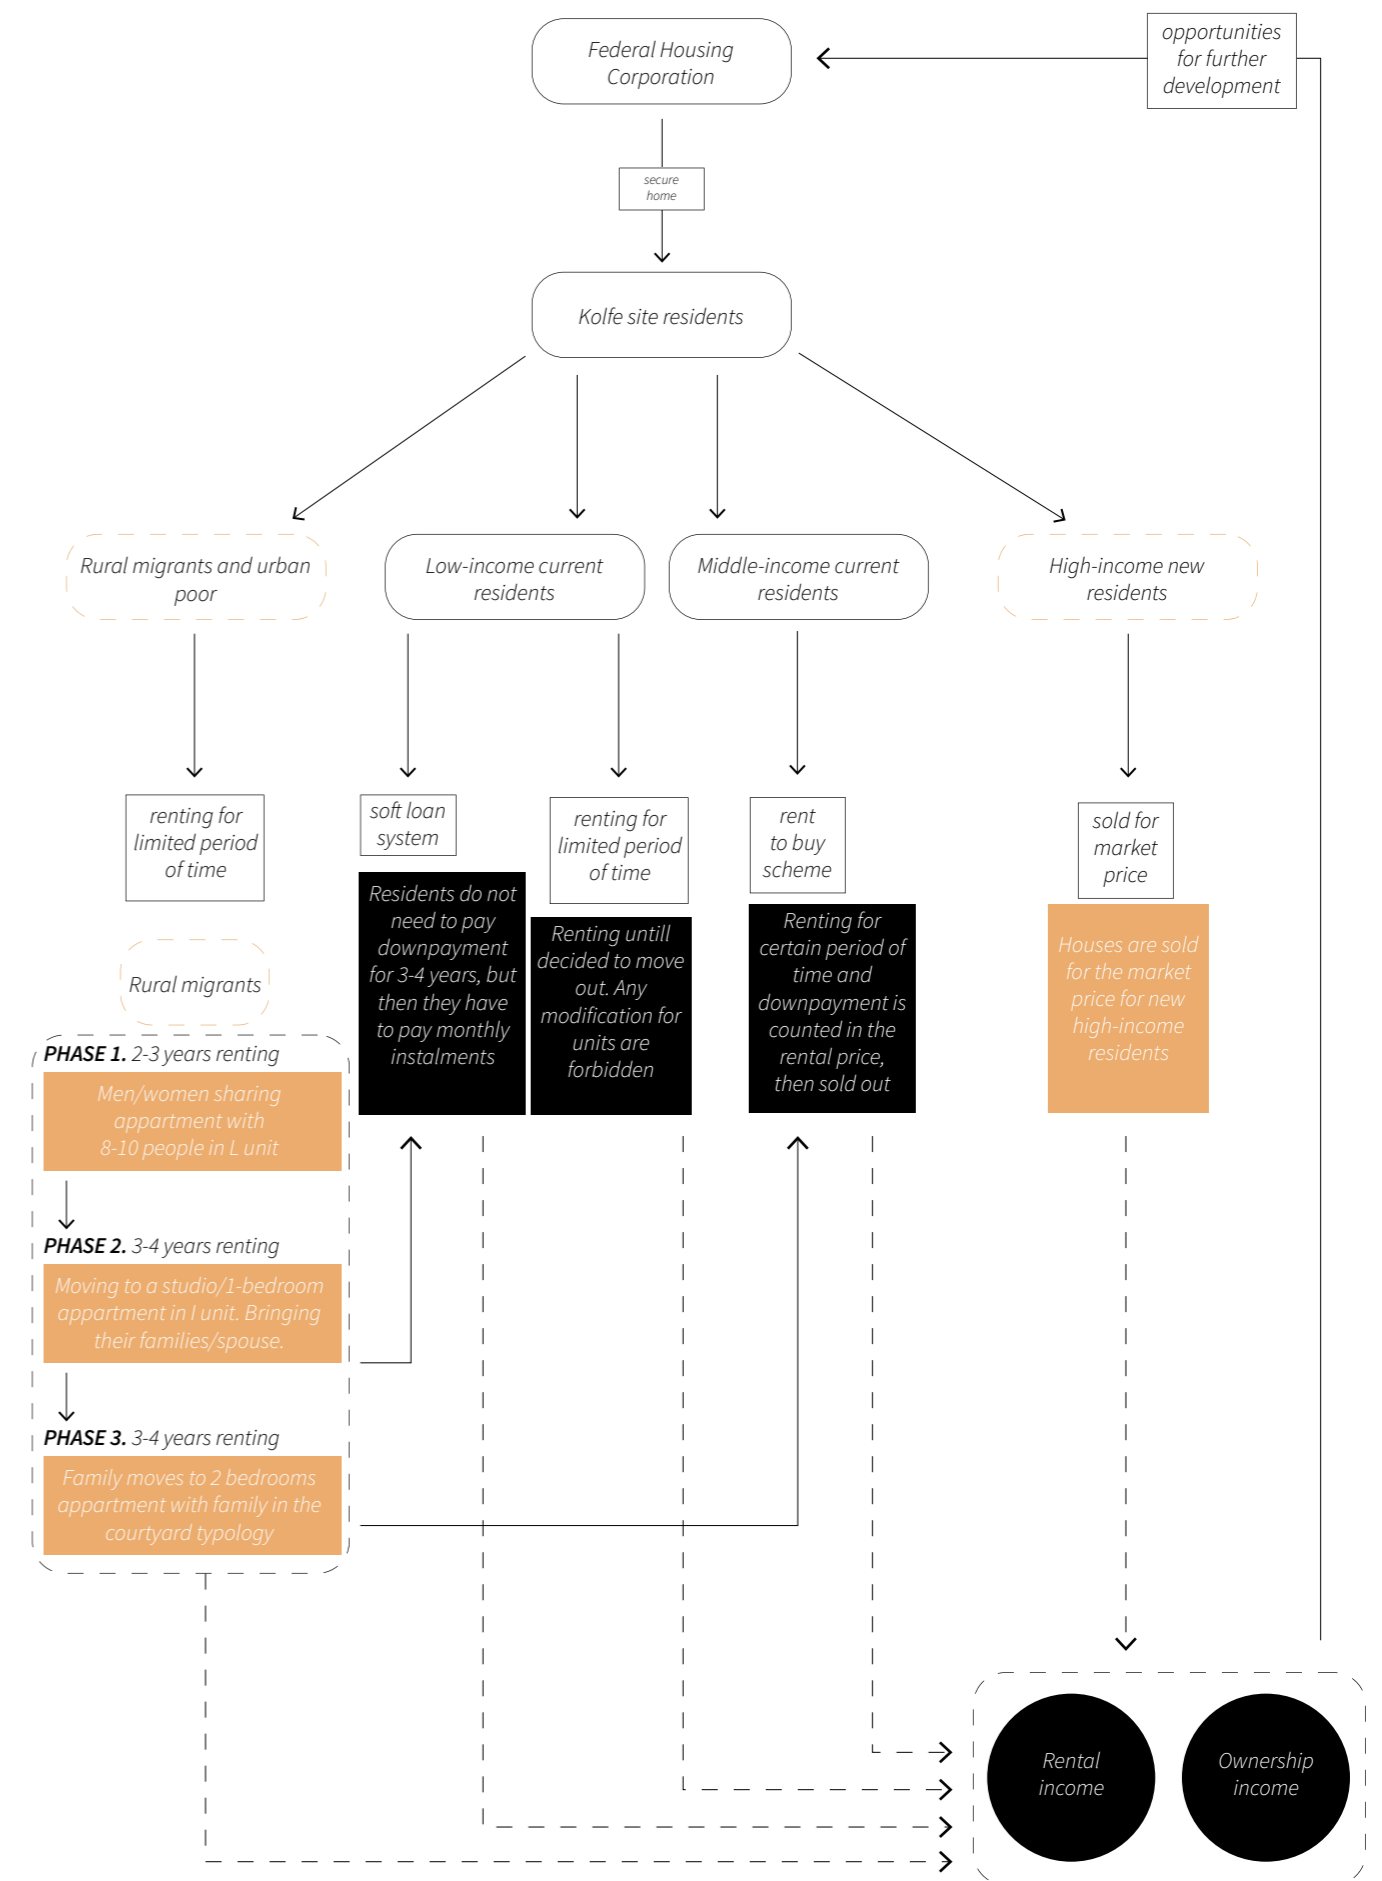 Federal Housing
Corporation
opportunities
for further
development
secure
home
Kolfe site residents
Rural migrants and urban
poor
Low-income current
residents
Middle-income current
residents
High-income new
residents
renting for
limited period
of time
soft loan
system
renting for
limited period
of time
rent
to buy
scheme
sold for
market
price
Residents do not
need to pay
downpayment
for 3-4 years, but
then they have
to pay monthly
instalments
Renting untill
decided to move
out. Any
modification for
units are
forbidden
Renting for
certain period of
time and
downpayment is
counted in the
rental price,
then sold out
Houses are sold
for the market
price for new
high-income
residents
Rural migrants
PHASE 1. 2-3 years renting
Men/women sharing
appartment with
8-10 people in L unit
PHASE 2. 3-4 years renting
Moving to a studio/1-bedroom
appartment in I unit. Bringing
their families/spouse.
PHASE 3. 3-4 years renting
Family moves to 2 bedrooms
appartment with family in the
courtyard typology
Rental
income
Ownership
income